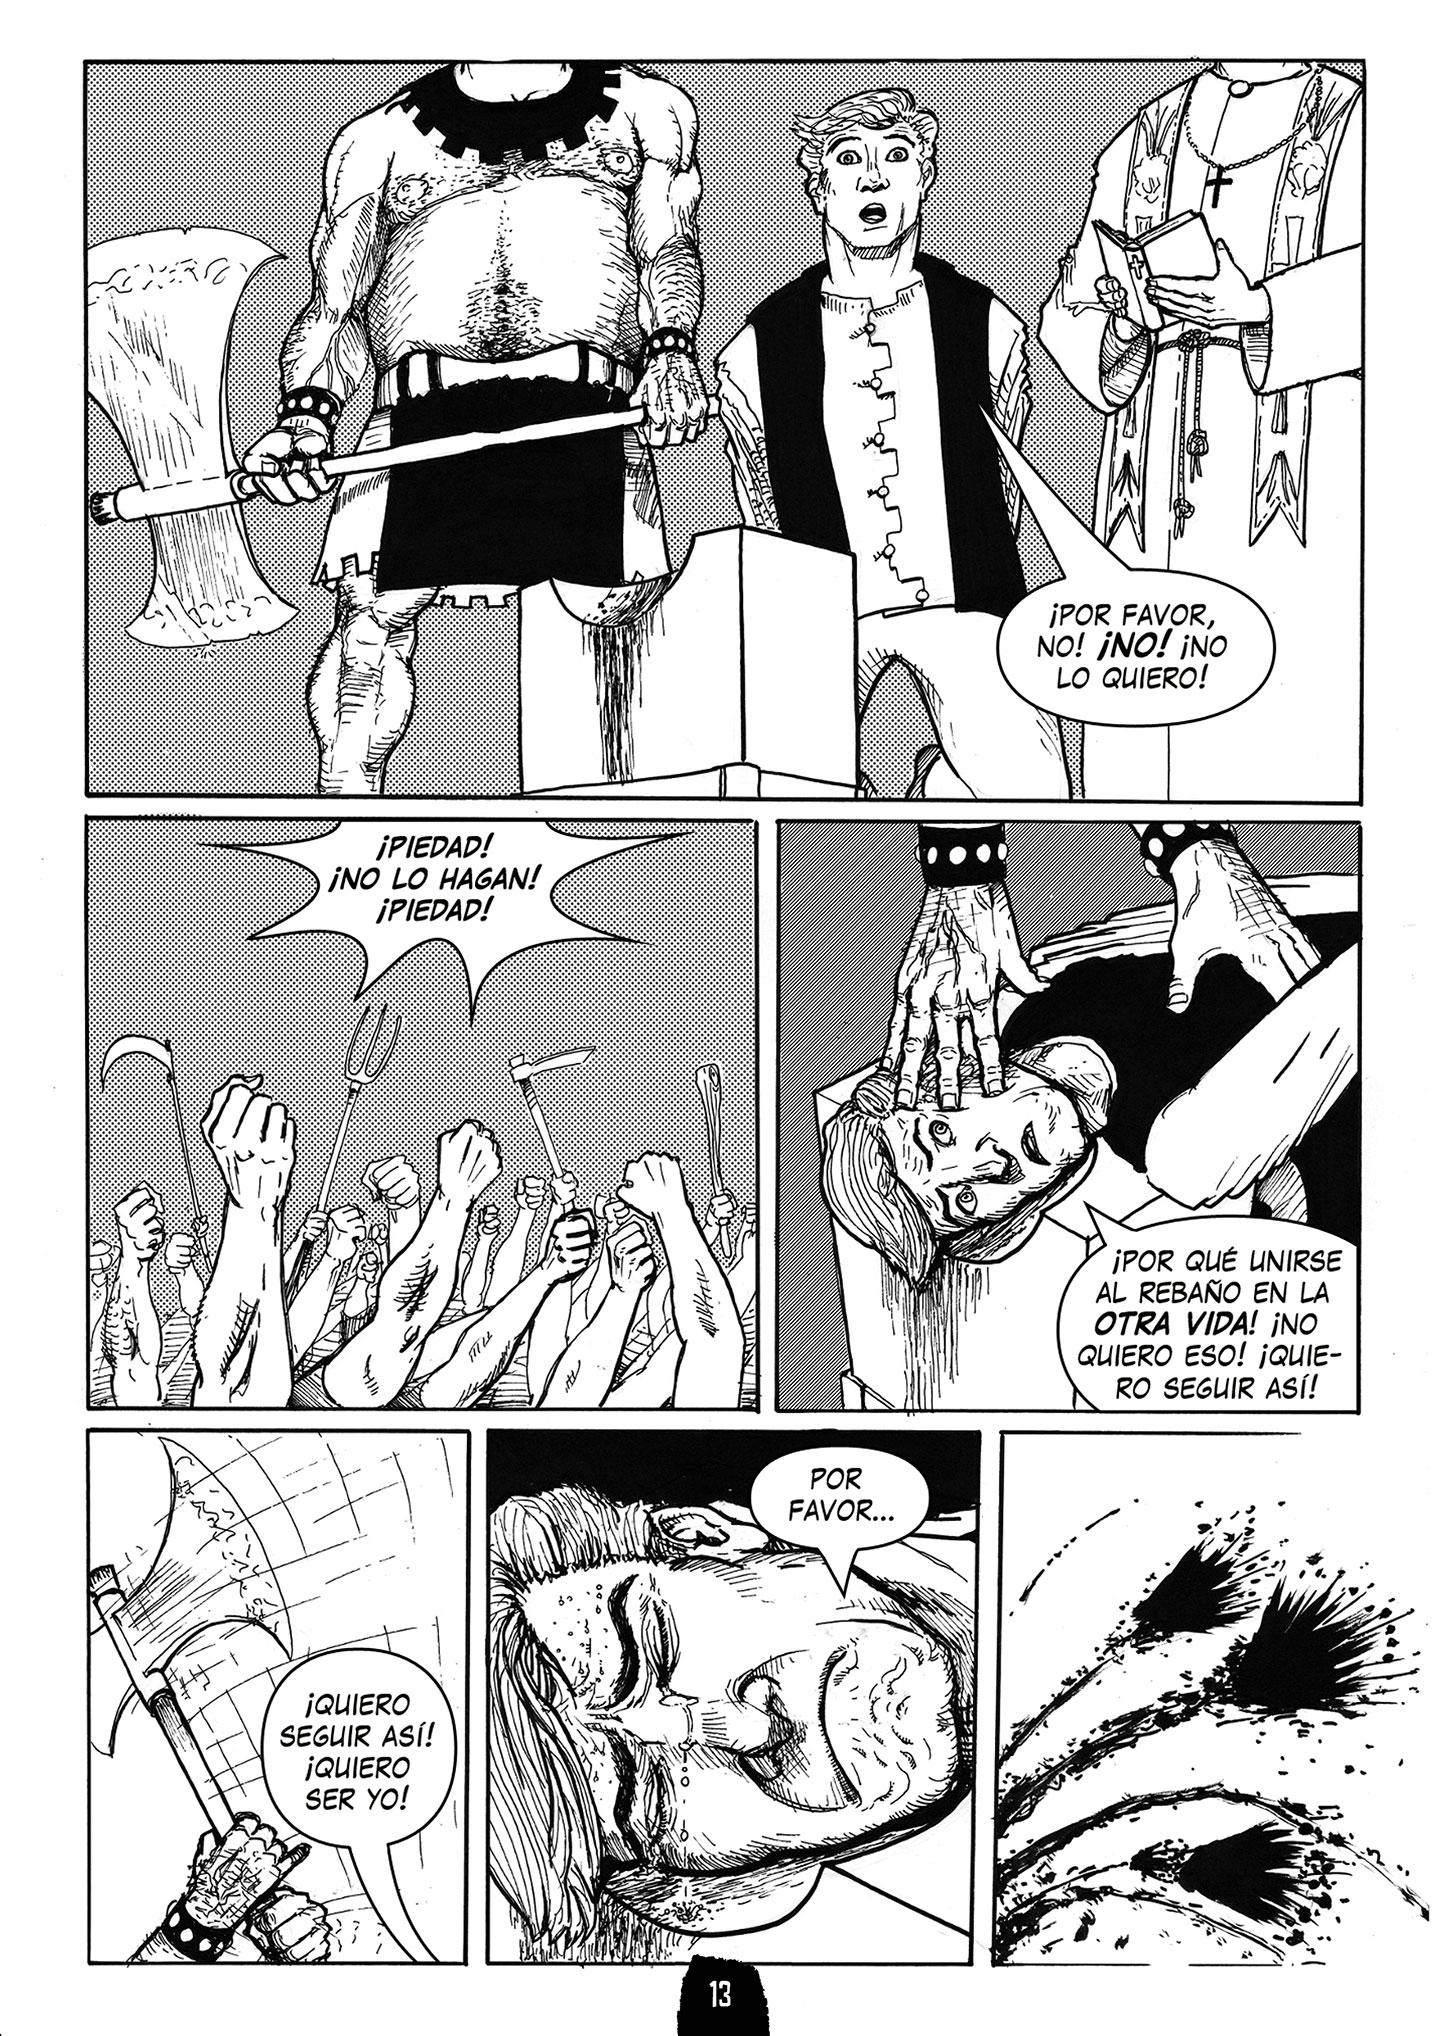 ¡POR FAVOR,
NO! ¡NO! ¡NO
LO QUIERO!
¡PIEDAD!
¡NO LO HAGAN!
¡PIEDAD!
¡POR QUÉ UNIRSE
AL REBAÑO EN LA
OTRA VIDA! ¡NO
QUIERO ESO! ¡QUIE-
RO SEGUIR ASÍ!
¡QUIERO
SEGUIR ASÍ!
¡QUIERO
SER YO!
POR
FAVOR...
13